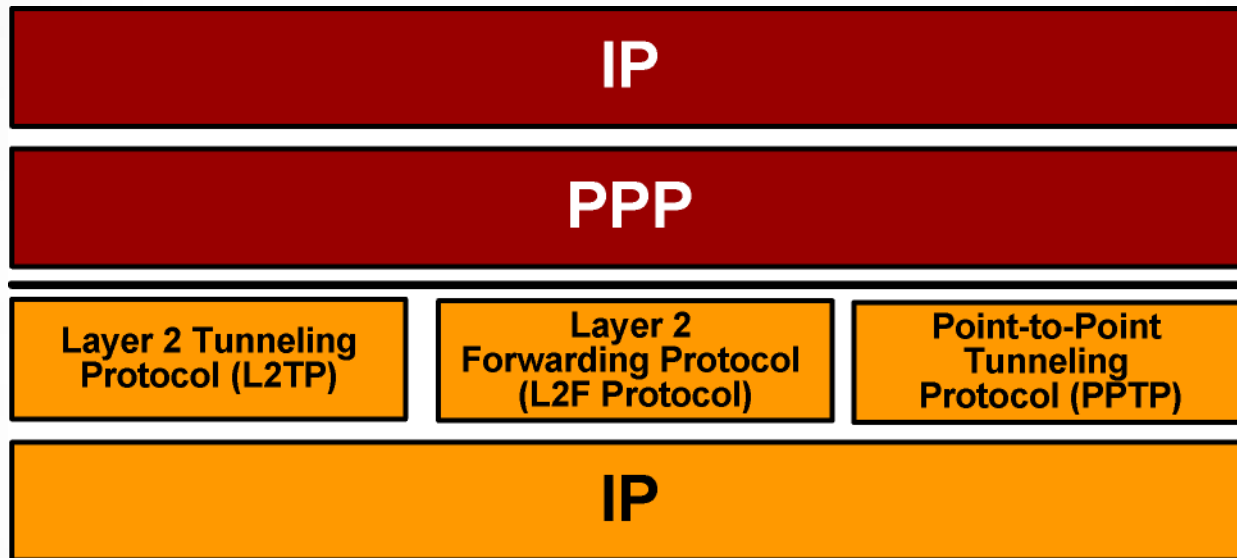 IP
PPP
Layer 2 Tunneling
Protocol (L2TP)
Layer 2
Forwarding Protocol
(L2F Protocol)
Point-to-Point
Tunneling
Protocol (PPTP)
IP